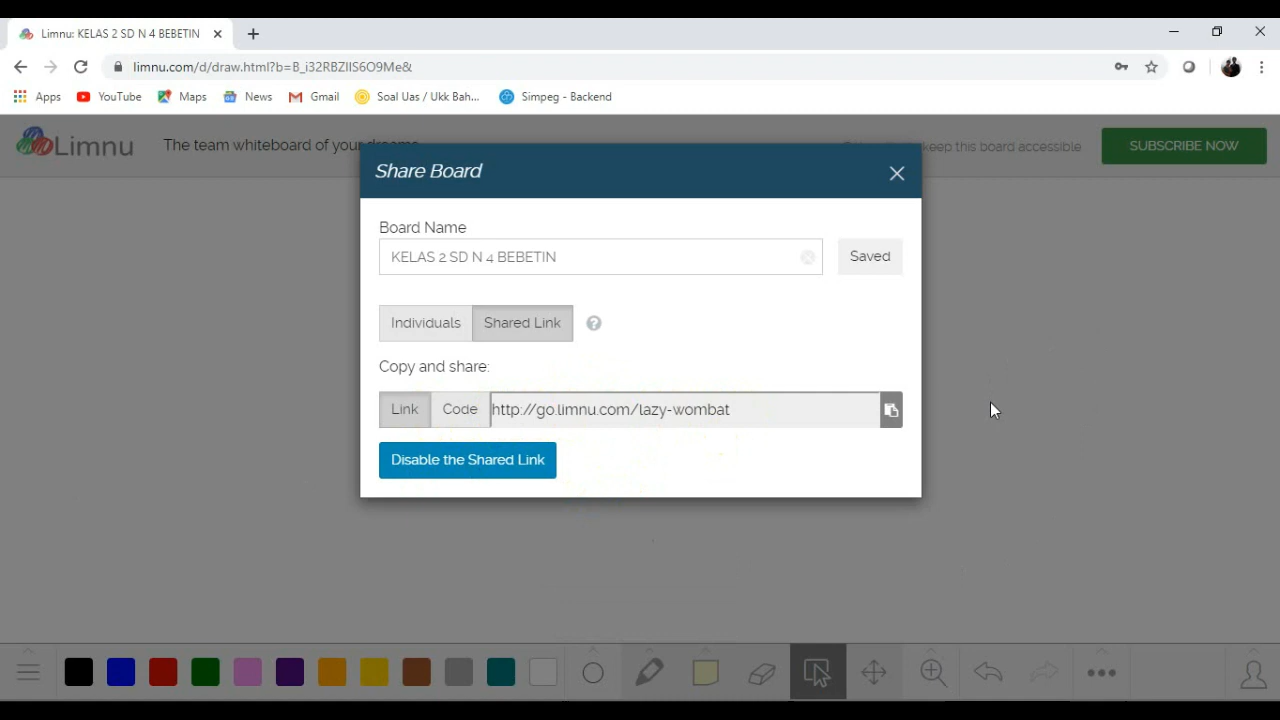 Limnu: KELAS 2 SD N 4 BEBETIN
limnu.com/d/draw.html?b=B_i32RBZIIS6O9Me&
Apps YouTube Maps News Gmail Soal Uas / Ukk Bah... Simpeg - Backend
Limnu The team whiteboard of your dreams keep this board accessible SUBSCRIBE NOW
Share Board
Board Name
KELAS 2 SD N 4 BEBETIN Saved
Individuals Shared Link ?
Copy and share:
Link Code http://go.limnu.com/lazy-wombat
Disable the Shared Link